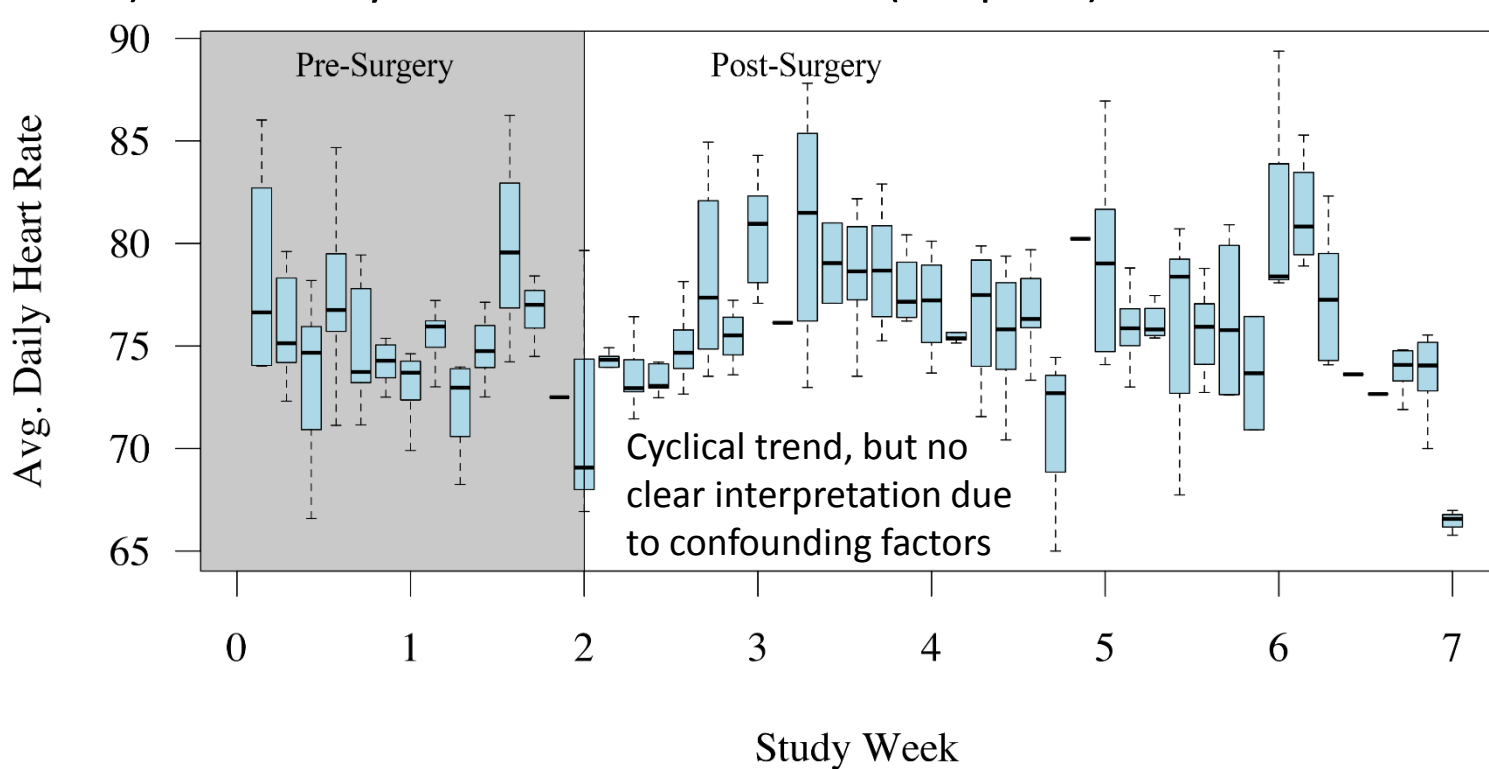 90
Pre-Surgery
Post-Surgery
85
80
75
70
65
Avg. Daily Heart Rate
Cyclical trend, but no
clear interpretation due
to confounding factors
0 1 2 3 4 5 6 7
Study Week